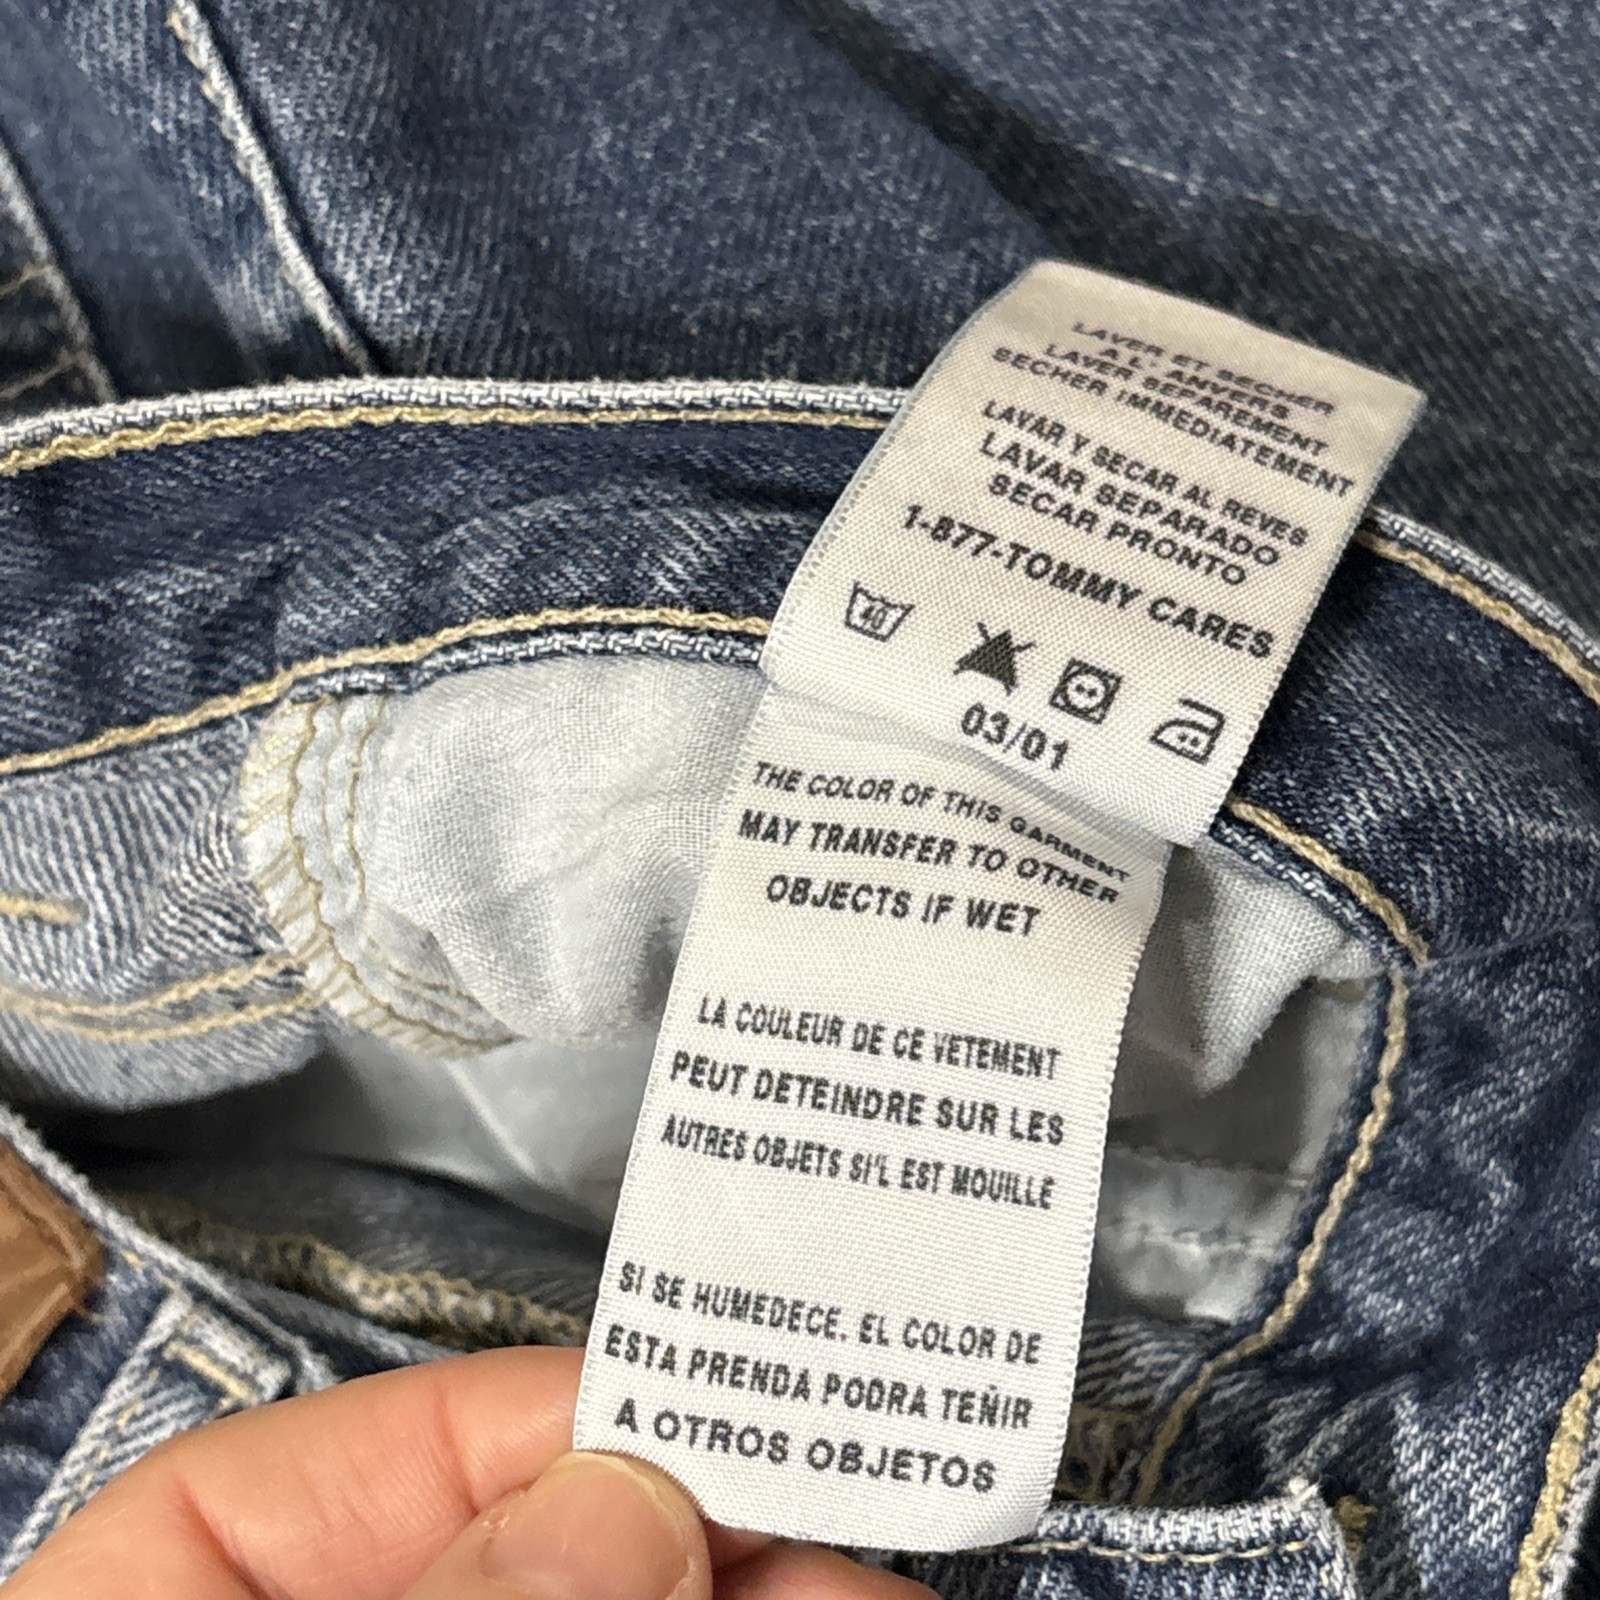 LAVER ET SECHER
A L'. ANVERS
LAVER SEPAREMENT
SECHER IMMEDIATEMENT
LAVAR Y SECAR AL REVES
LAVAR SEPARADO
SECAR PRONTO
1-877-TOMMY CARES
40
03/01
THE COLOR OF THIS GARMENT
MAY TRANSFER TO OTHER
OBJECTS IF WET
LA COULEUR DE CE VETEMENT
PEUT DETEINDRE SUR LES
AUTRES OBJETS SI'L EST MOUILLE
SI SE HUMEDECE. EL COLOR DE
ESTA PRENDA PODRA TEÑIR
A OTROS OBJETOS